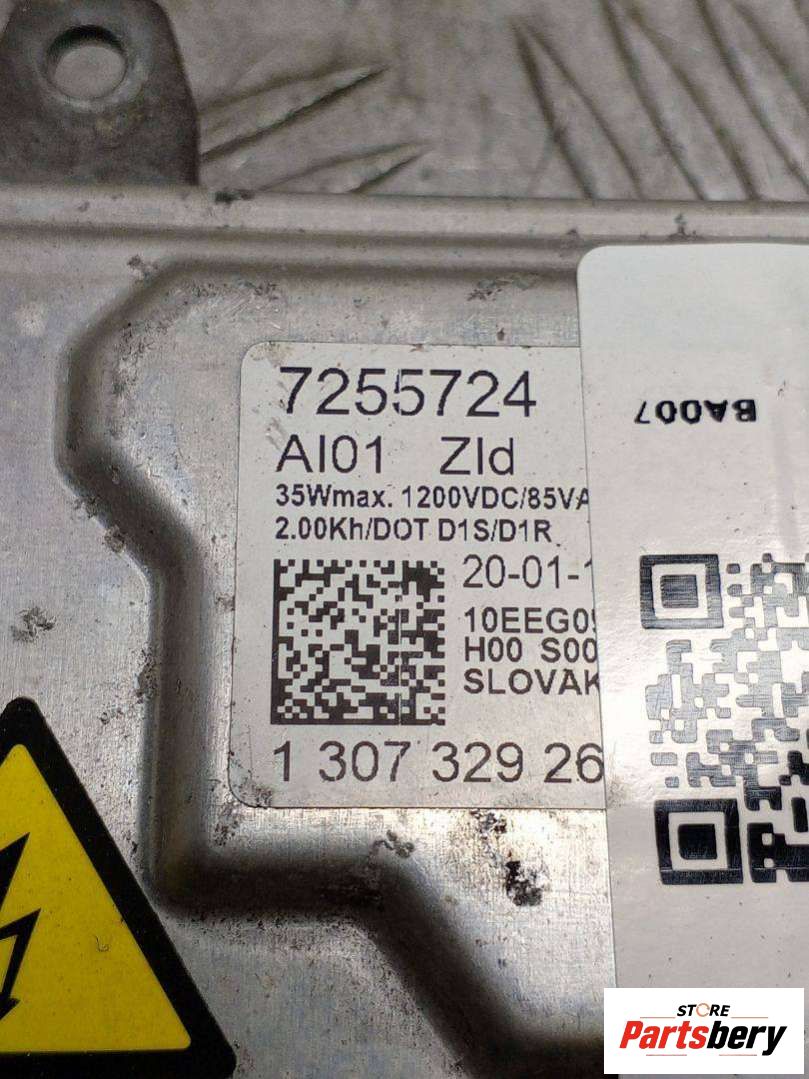 7255724
AI01 Zld
35Wmax. 1200VDC/85VA
2.00Kh/DOT D1S/D1R
20-01-1
10EEG0
H00 S00
SLOVAK
1 307 329 26
BA007
STORE
Partsbery